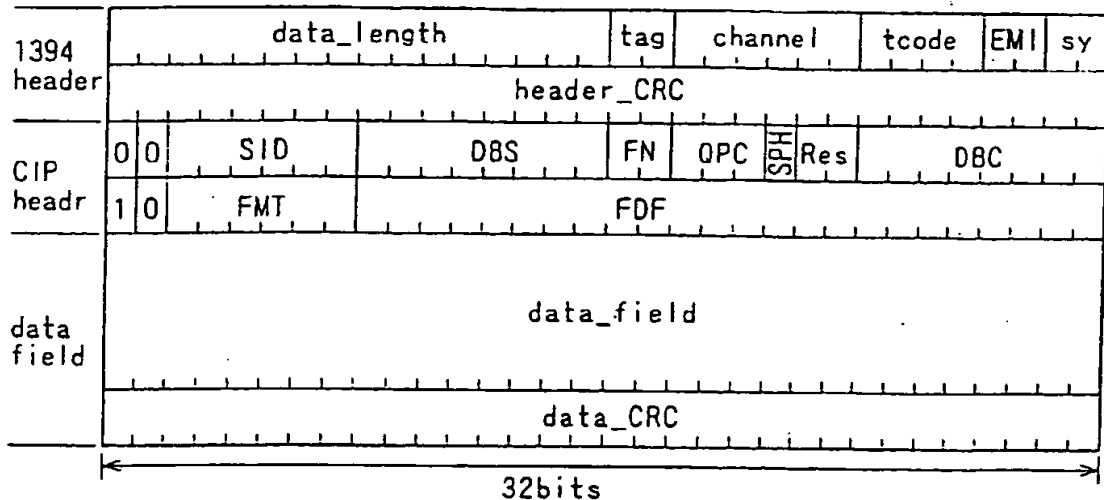 1394 header
data_length tag channel tcode EMI sy
header_CRC
CIP headr
0 0 SID DBS FN QPC SPH Res DBC
1 0 FMT FDF
data field
data_field
data_CRC
32bits